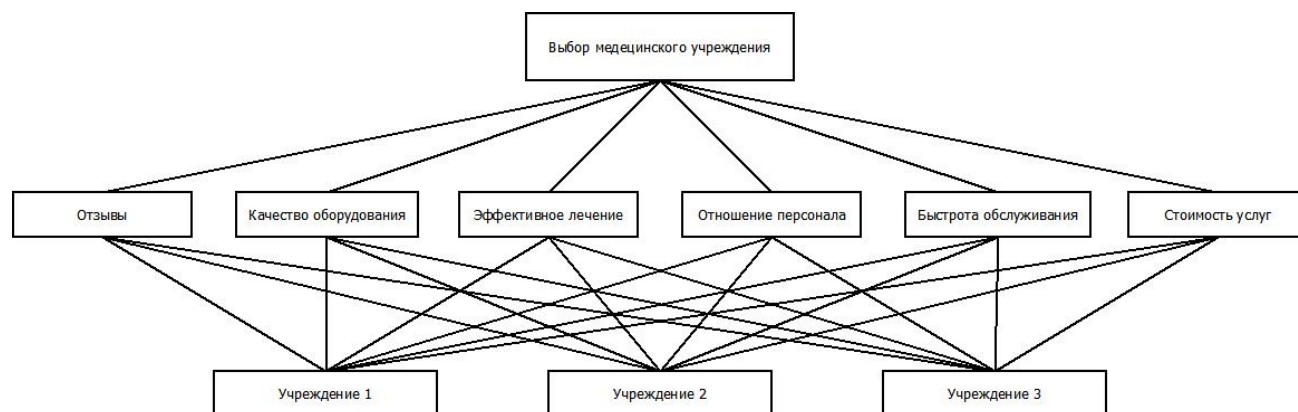 Выбор медецинского учреждения
Отзывы
Качество оборудования
Эффективное лечение
Отношение персонала
Быстрота обслуживания
Стоимость услуг
Учреждение 1
Учреждение 2
Учреждение 3